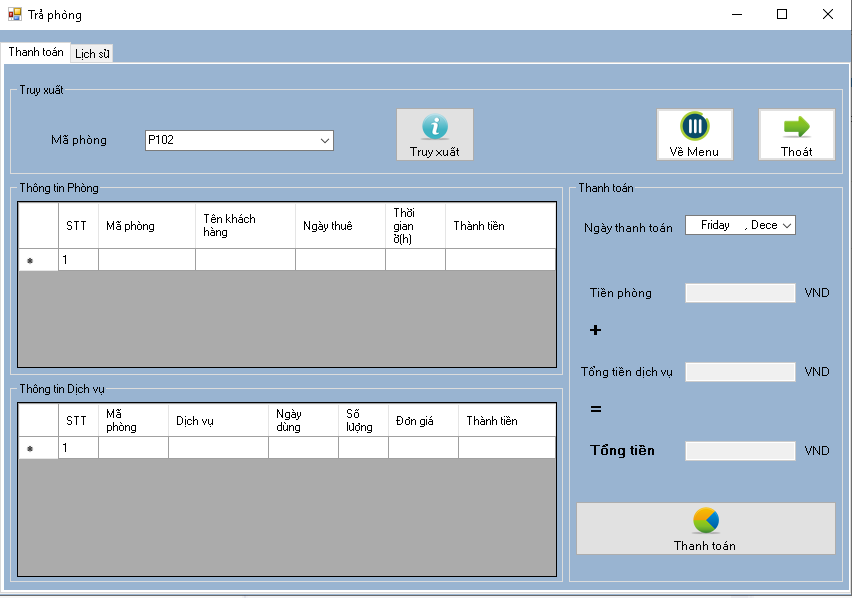 Trả phòng
Thanh toán
Lịch sử
Truy xuất
Mã phòng
P102
Truy xuất
Về Menu
Thoát
Thông tin Phòng
STT
Mã phòng
Tên khách
hàng
Ngày thuê
Thời
gian
ở(h)
Thành tiền
1
Thông tin Dịch vụ
STT
Mã
phòng
Dịch vụ
Ngày
dùng
Số
lượng
Đơn giá
Thành tiền
1
Thanh toán
Ngày thanh toán
Friday , Dece
Tiền phòng
VND
+
Tổng tiền dịch vụ
VND
=
Tổng tiền
VND
Thanh toán